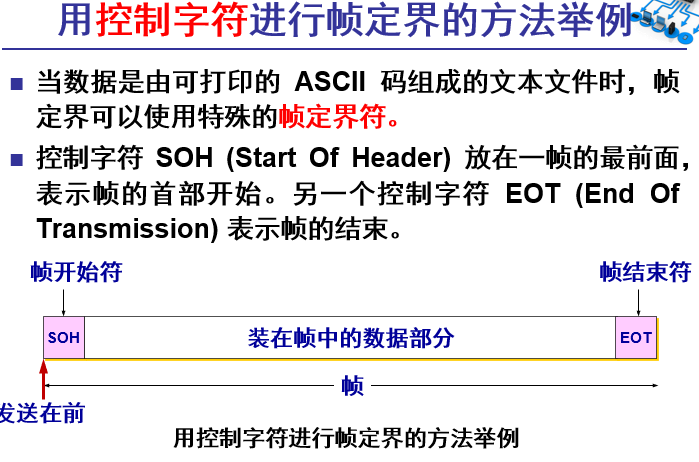 用控制字符进行帧定界的方法举例
当数据是由可打印的 ASCII 码组成的文本文件时，帧
定界可以使用特殊的帧定界符。
控制字符 SOH (Start Of Header) 放在一帧的最前面，
表示帧的首部开始。另一个控制字符 EOT (End Of
Transmission) 表示帧的结束。
帧开始符
帧结束符
SOH
装在帧中的数据部分
EOT
帧
发送在前
用控制字符进行帧定界的方法举例